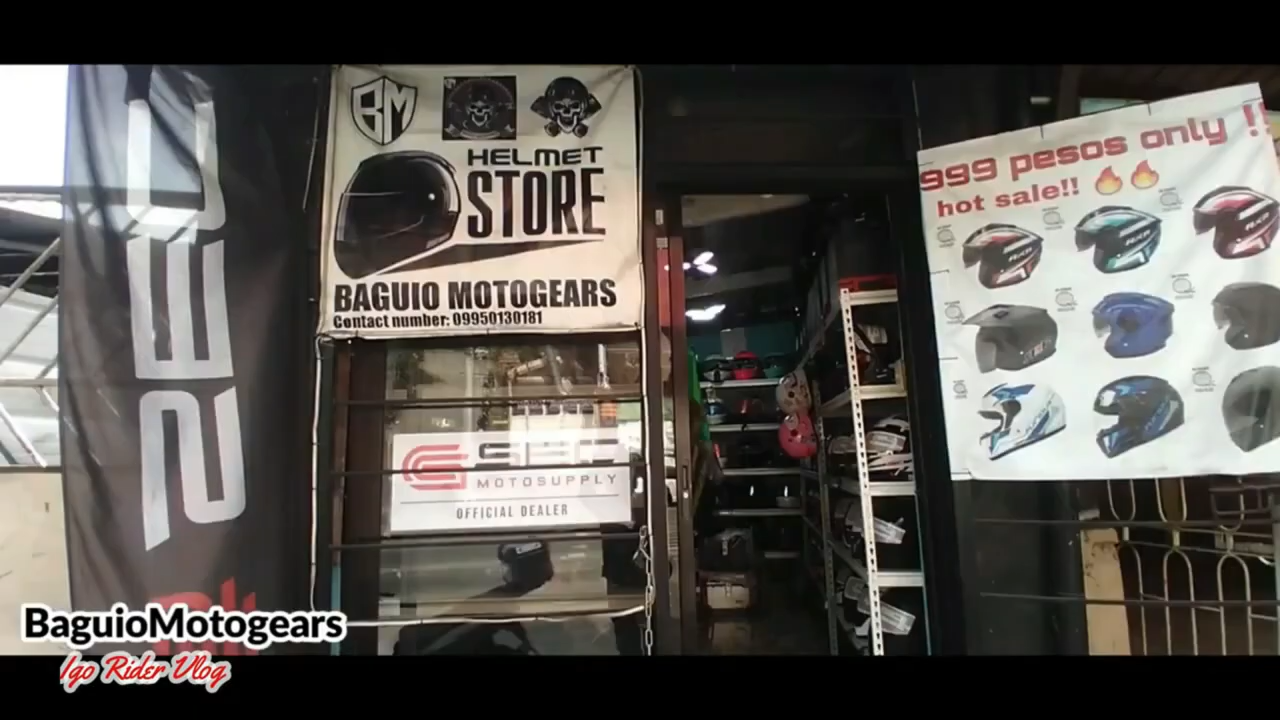 BM
HELMET
STORE
BAGUIO MOTOGEARS
Contact number: 09950130181
MOTOSUPPLY
OFFICIAL DEALER
999 pesos only !!
hot sale!! 🔥🔥
BaguioMotogears
Igo Rider Vlog